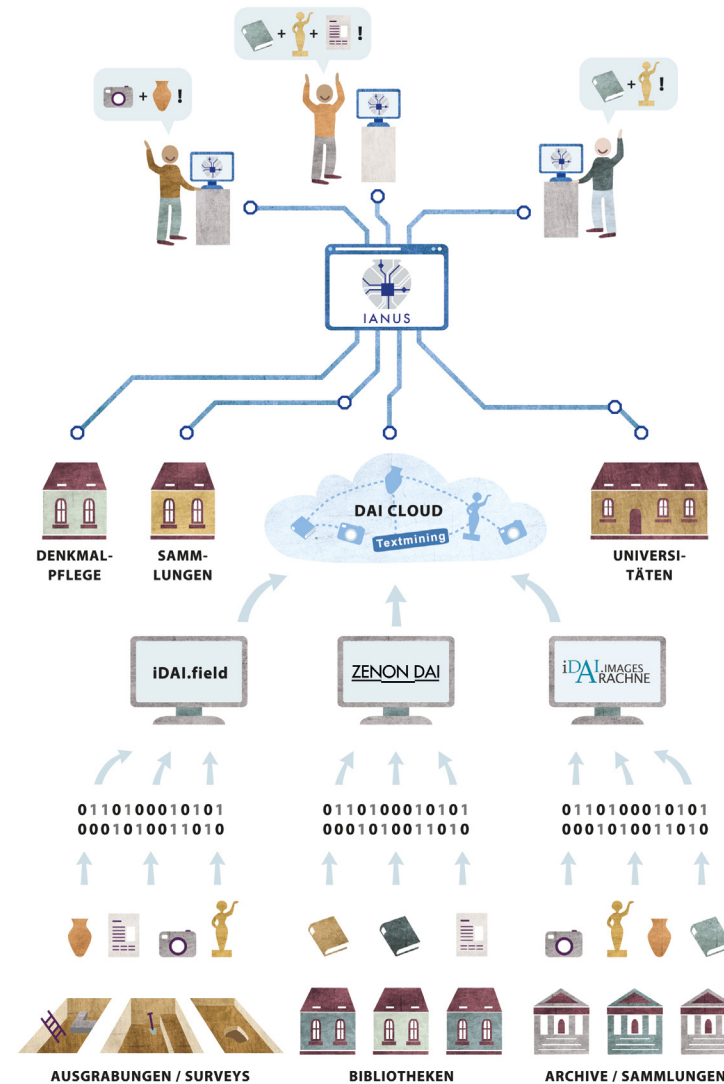 + + !
+ !
+ !
IANUS
DAI CLOUD
Textmining
DENKMAL-
PFLEGE
SAMM-
LUNGEN
UNIVERSI-
TÄTEN
iDAI.field
ZENON DAI
iDAI.IMAGES
ARACHNE
0110100010101
0001010011010
0110100010101
0001010011010
0110100010101
0001010011010
AUSGRABUNGEN / SURVEYS
BIBLIOTHEKEN
ARCHIVE / SAMMLUNGEN